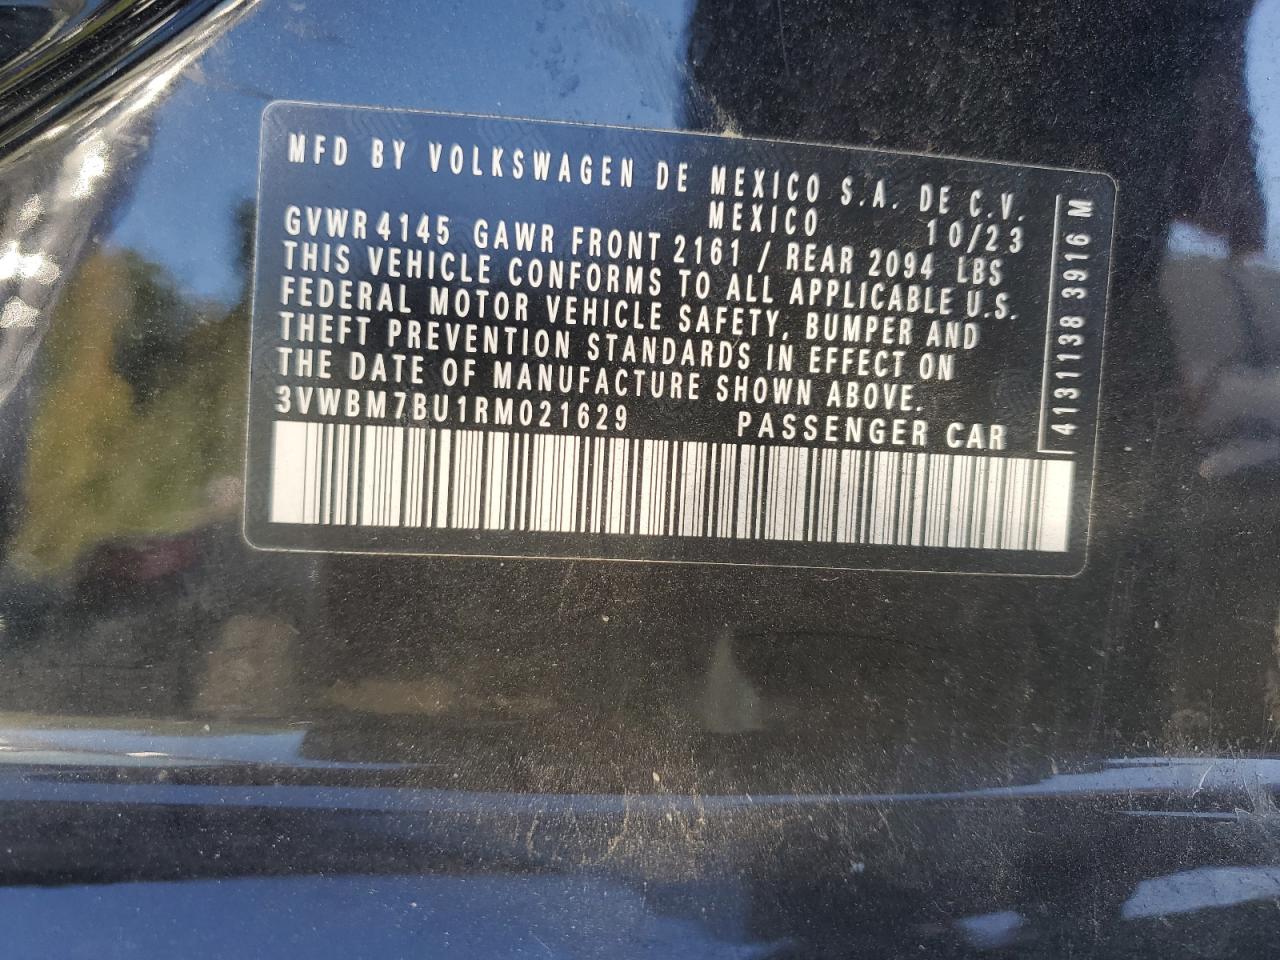 MFD BY VOLKSWAGEN DE MEXICO S.A. DE C.V.
MEXICO 10/23
GVWR 4145 GAWR FRONT 2161 / REAR 2094 LBS
THIS VEHICLE CONFORMS TO ALL APPLICABLE U.S.
FEDERAL MOTOR VEHICLE SAFETY, BUMPER AND
THEFT PREVENTION STANDARDS IN EFFECT ON
THE DATE OF MANUFACTURE SHOWN ABOVE.
3VWBM7BU1RM021629 PASSENGER CAR
4131138 3916 M